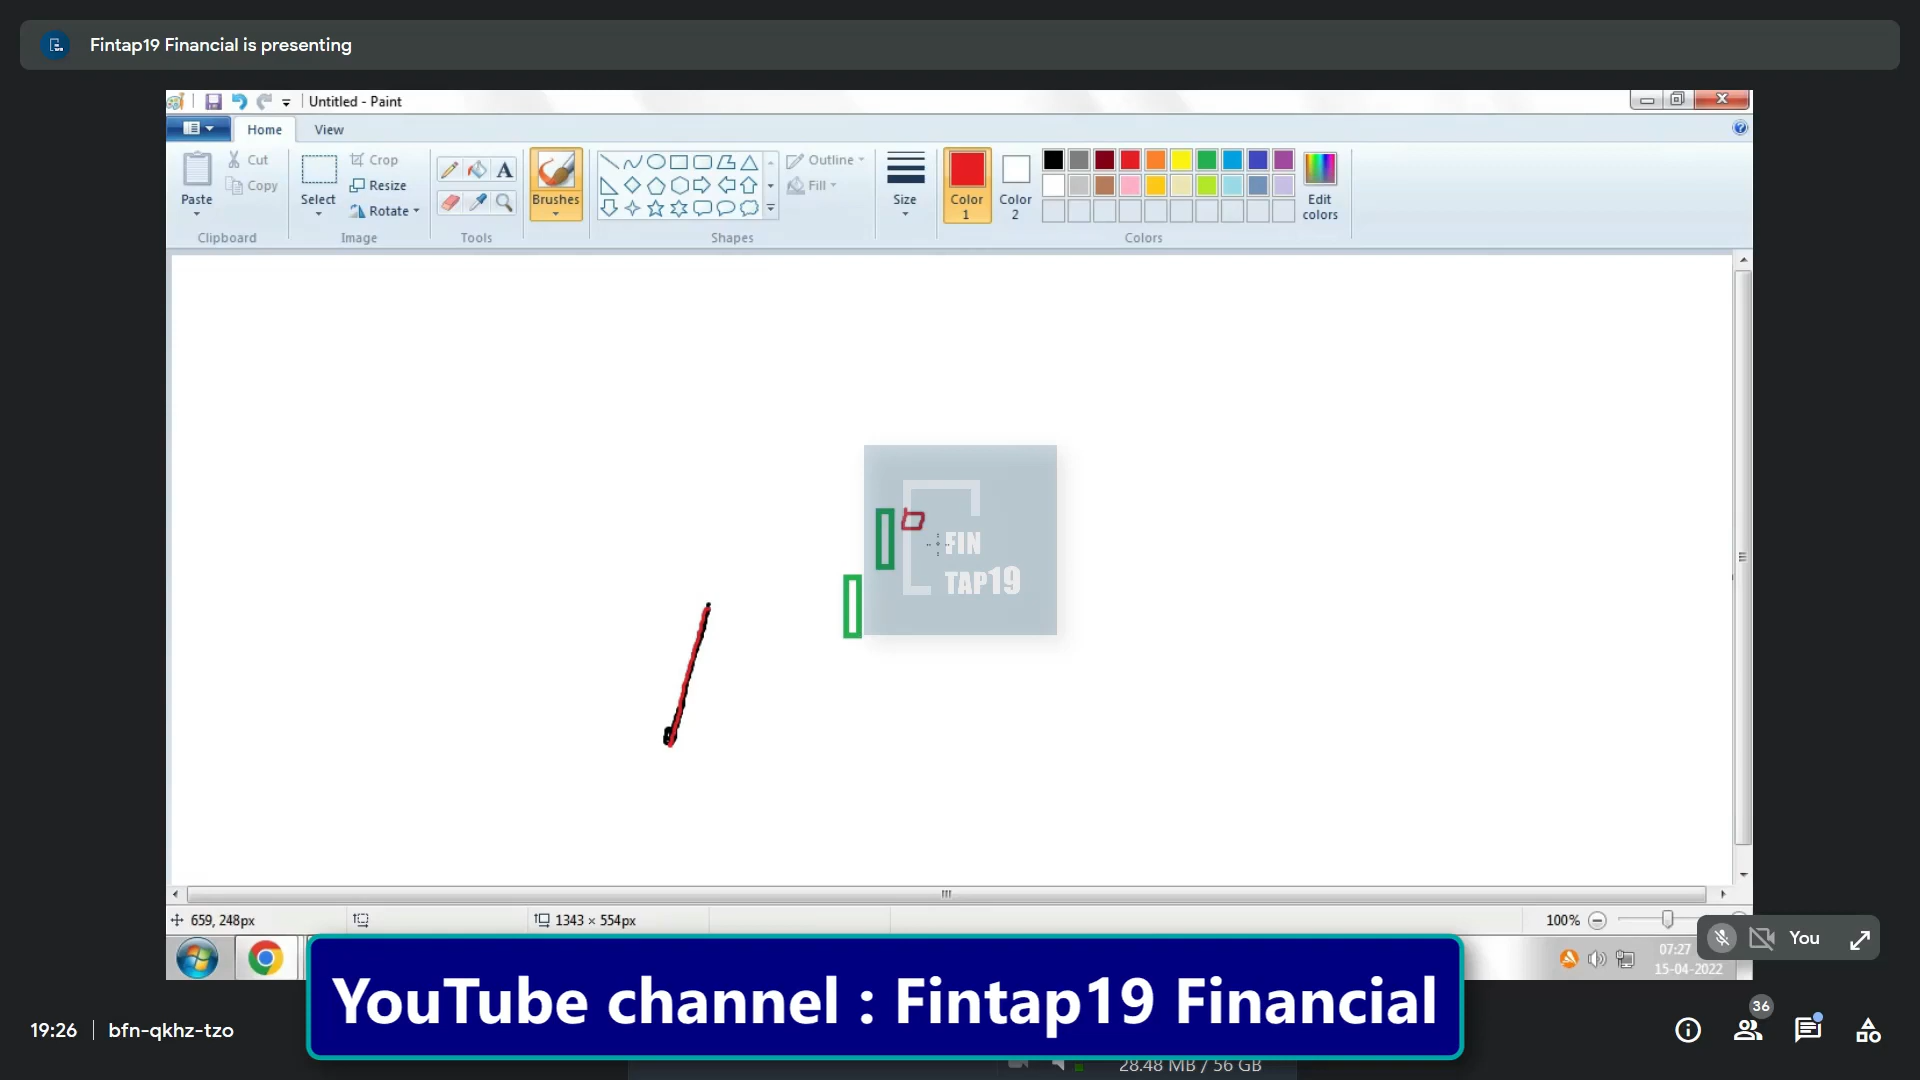 Fintap19 Financial is presenting
Untitled - Paint
Home View
Paste
Cut
Copy
Clipboard
Select
Crop
Resize
Rotate
Image
A
Tools
Brushes
Shapes
Outline
Fill
Size
Color 1
Color 2
Edit colors
Colors
FIN
TAP19
659, 248px
1343 × 554px
100%
07:27
15-04-2022
You
YouTube channel : Fintap19 Financial
19:26 | bfn-qkhz-tzo
36
28.48 MB / 56 GB